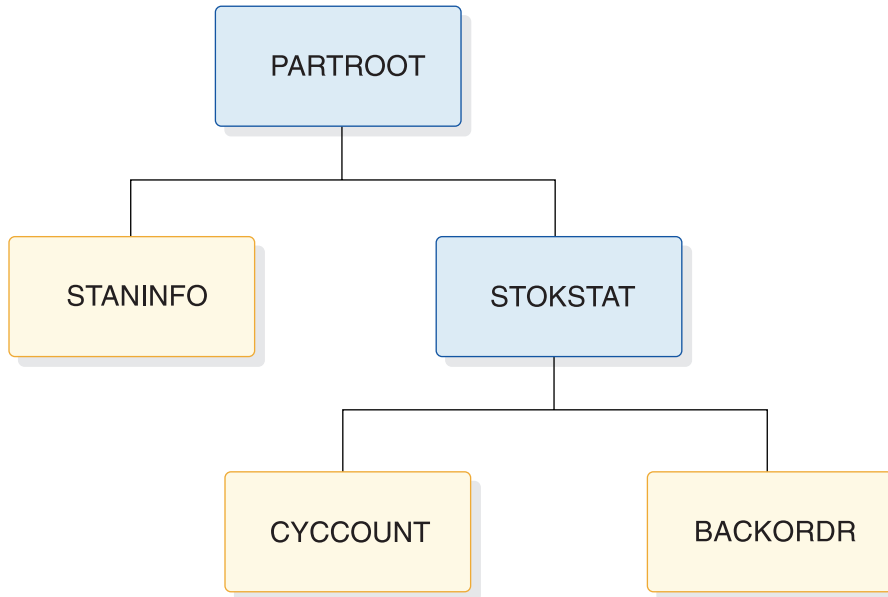 PARTROOT
STANINFO
STOKSTAT
CYCCOUNT
BACKORDR